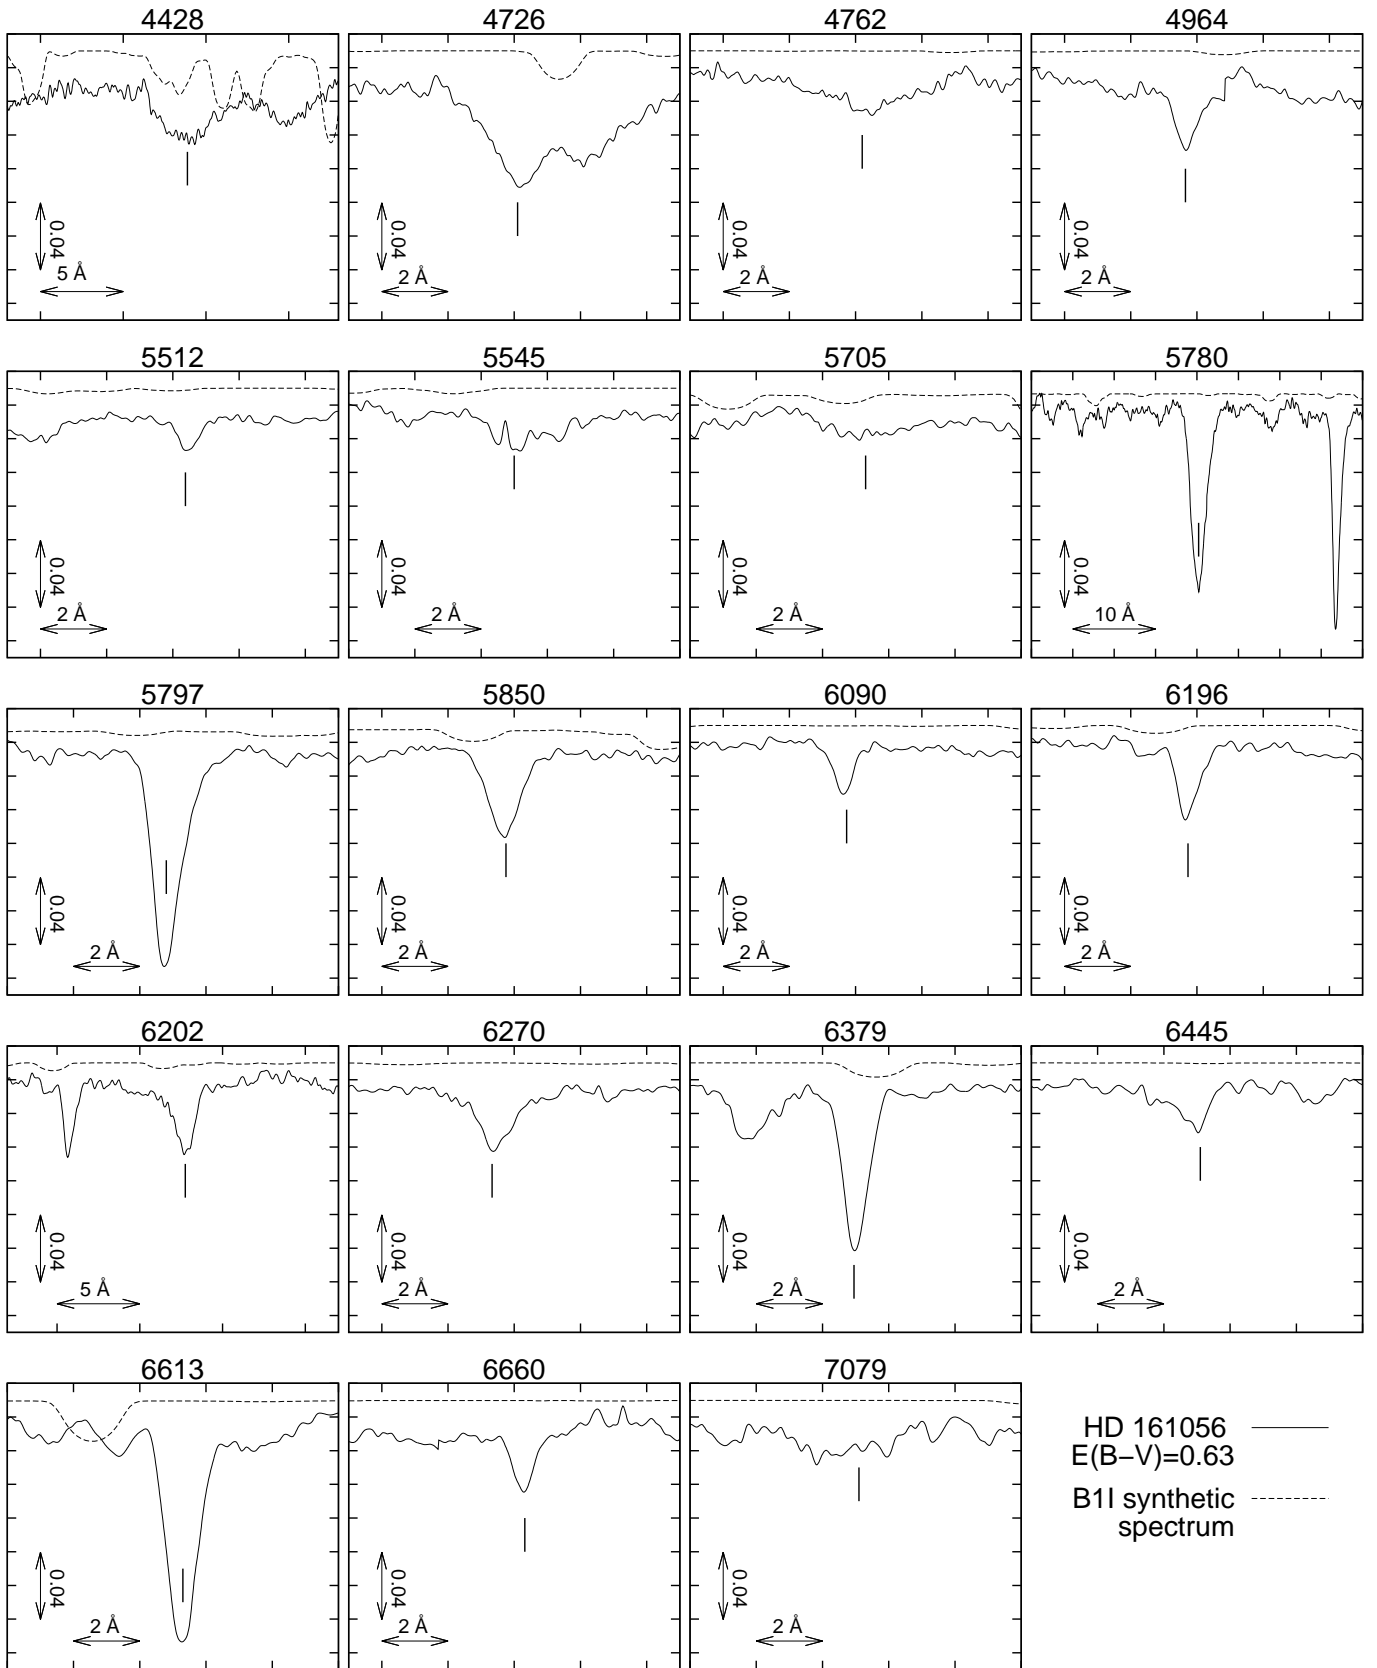 4428 4726 4762 4964
0.04 0.04 0.04 0.04
5 Å 2 Å 2 Å 2 Å
5512 5545 5705 5780
0.04 0.04 0.04 0.04
2 Å 2 Å 2 Å 10 Å
5797 5850 6090 6196
0.04 0.04 0.04 0.04
2 Å 2 Å 2 Å 2 Å
6202 6270 6379 6445
0.04 0.04 0.04 0.04
5 Å 2 Å 2 Å 2 Å
6613 6660 7079
0.04 0.04 0.04
2 Å 2 Å 2 Å
HD 161056
E(B−V)=0.63
B1I synthetic
spectrum